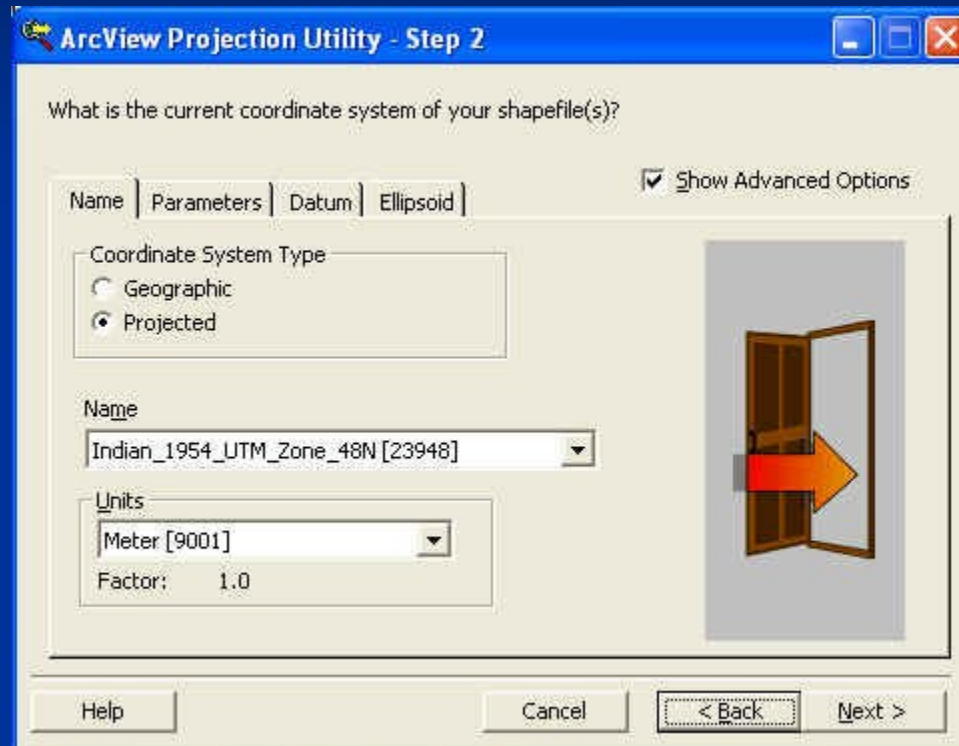 ArcView Projection Utility - Step 2
What is the current coordinate system of your shapefile(s)?
Show Advanced Options
Name Parameters Datum Ellipsoid
Coordinate System Type
Geographic
Projected
Name
Indian_1954_UTM_Zone_48N [23948]
Units
Meter [9001]
Factor: 1.0
Help Cancel < Back Next >